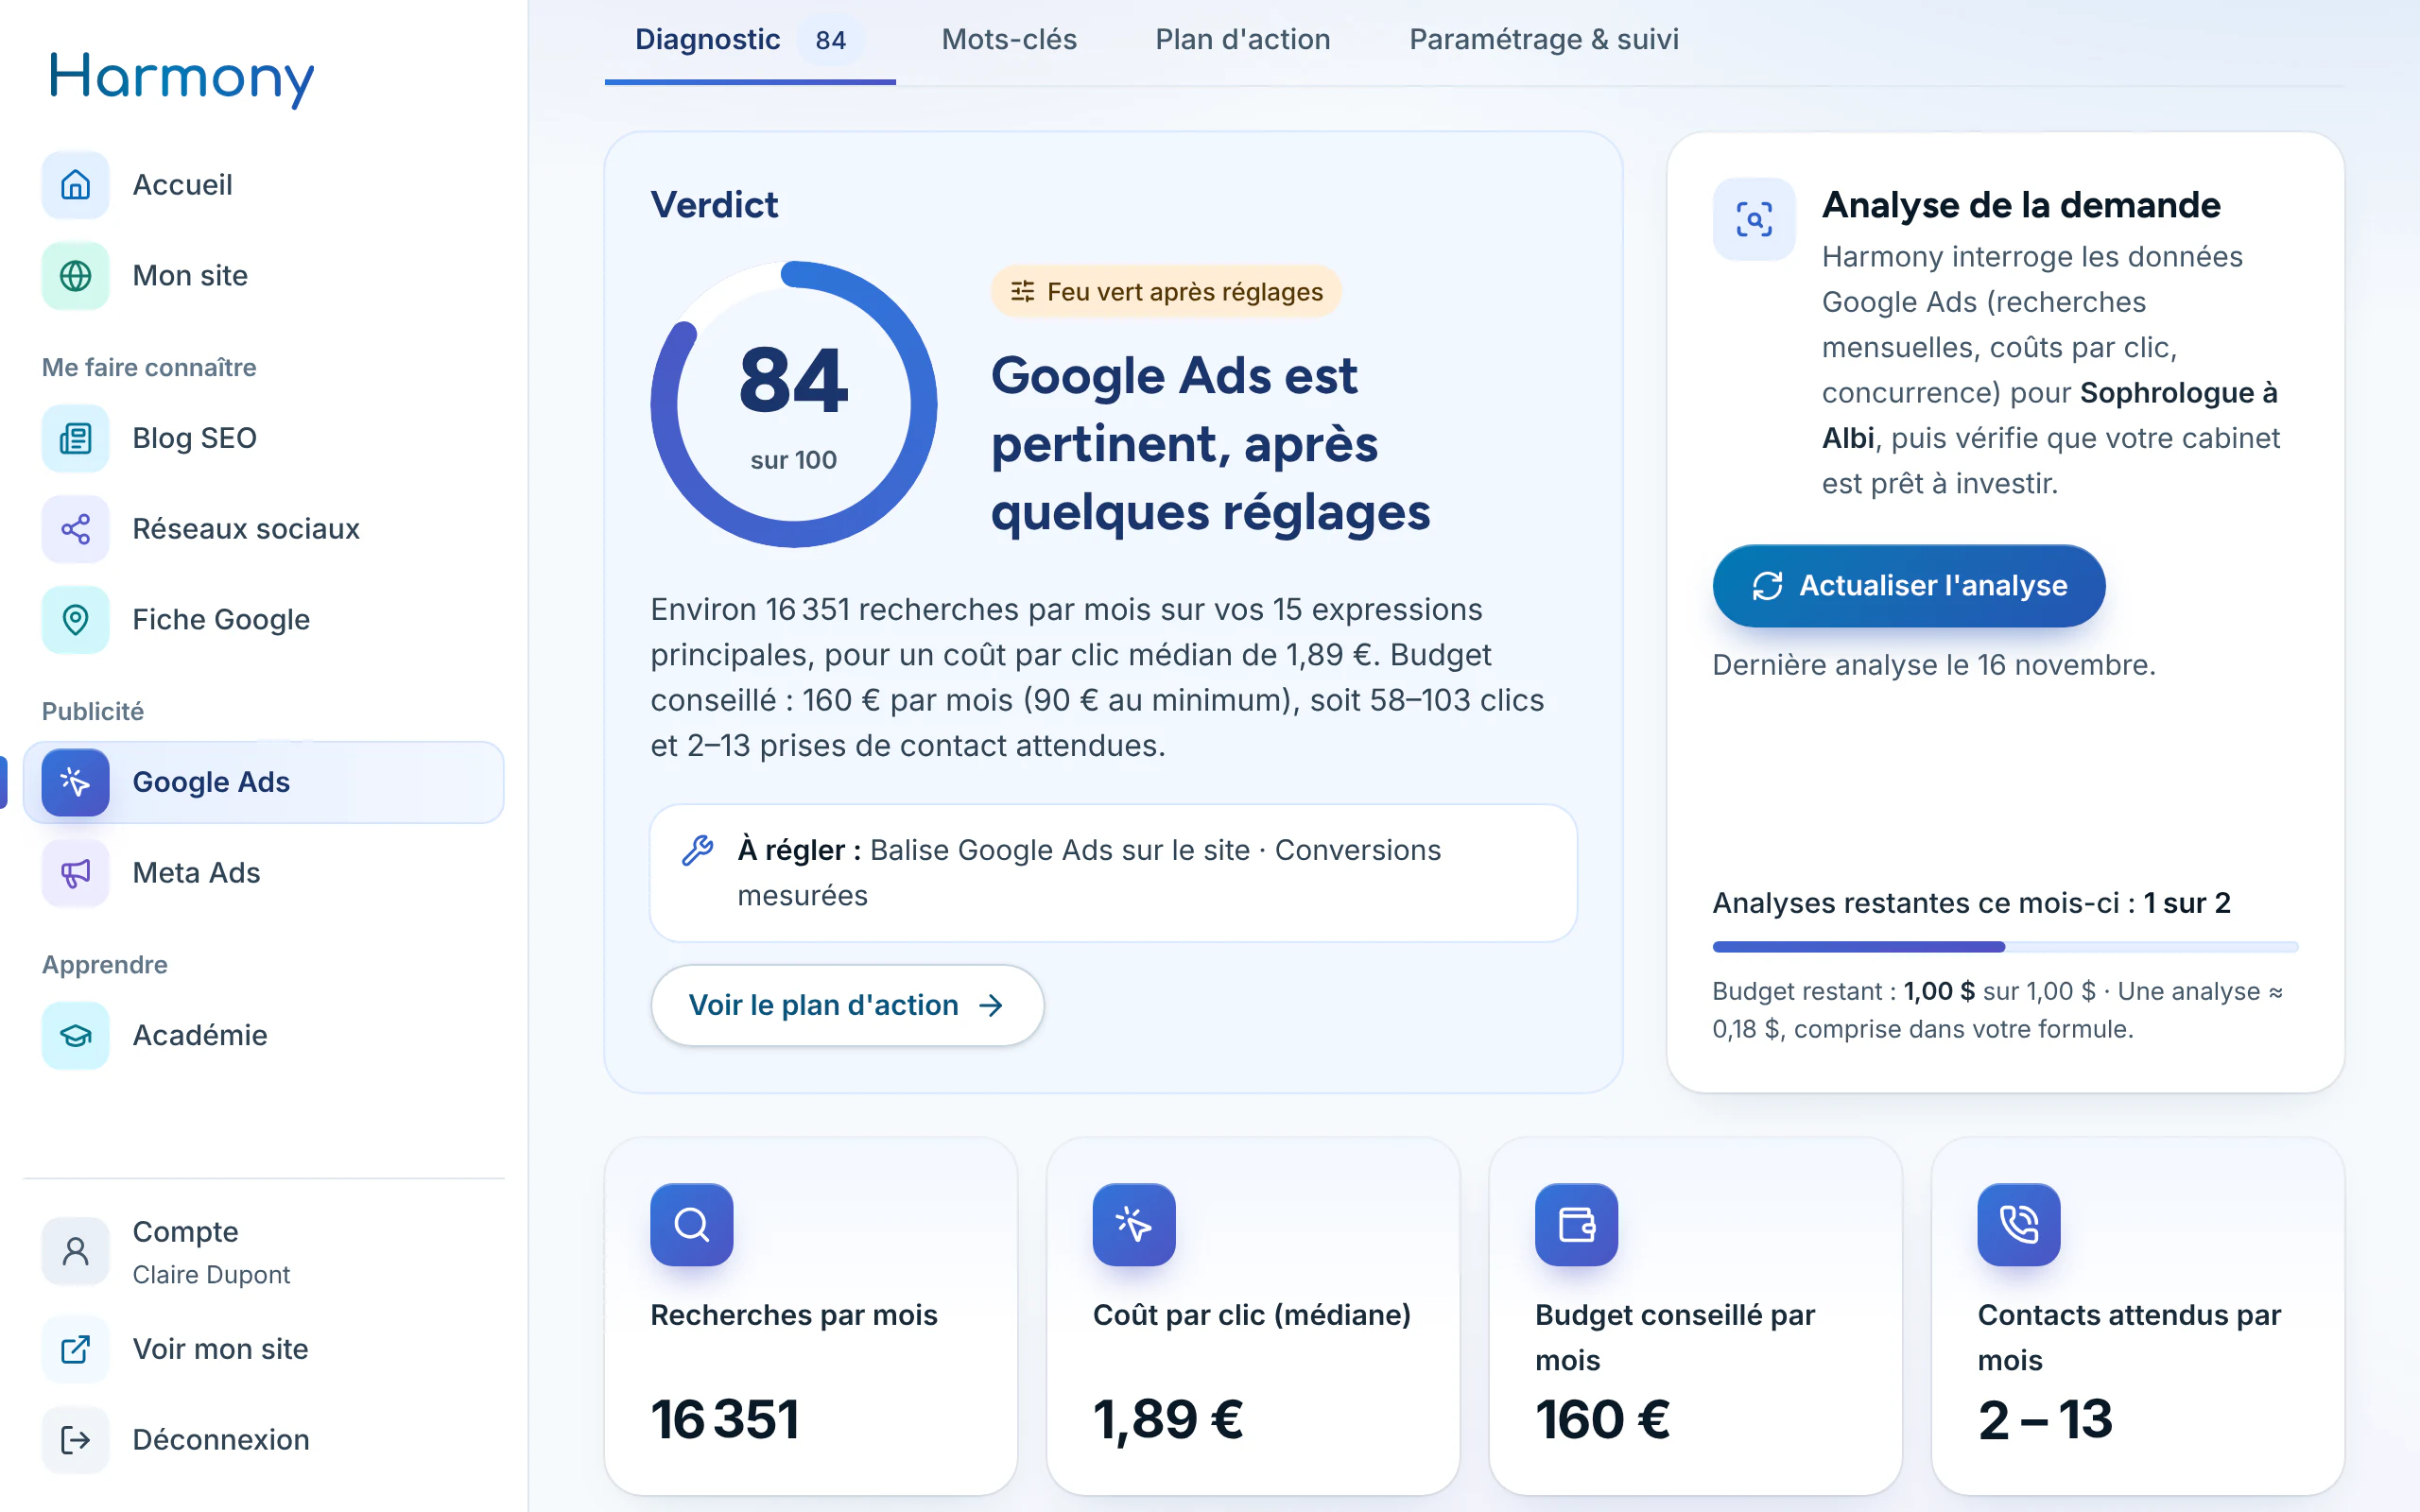 Harmony
Accueil
Mon site
Me faire connaître
Blog SEO
Réseaux sociaux
Fiche Google
Publicité
Google Ads
Meta Ads
Apprendre
Académie
Compte
Claire Dupont
Voir mon site
Déconnexion
Diagnostic 84
Mots-clés
Plan d'action
Paramétrage & suivi
Verdict
84
sur 100
Feu vert après réglages
Google Ads est
pertinent, après
quelques réglages
Environ 16 351 recherches par mois sur vos 15 expressions
principales, pour un coût par clic médian de 1,89 €. Budget
conseillé : 160 € par mois (90 € au minimum), soit 58–103 clics
et 2–13 prises de contact attendues.
À régler : Balise Google Ads sur le site · Conversions
mesurées
Voir le plan d'action
Analyse de la demande
Harmony interroge les données
Google Ads (recherches
mensuelles, coûts par clic,
concurrence) pour Sophrologue à
Albi, puis vérifie que votre cabinet
est prêt à investir.
Actualiser l'analyse
Dernière analyse le 16 novembre.
Analyses restantes ce mois-ci : 1 sur 2
Budget restant : 1,00 $ sur 1,00 $ · Une analyse ≈
0,18 $, comprise dans votre formule.
Recherches par mois
16 351
Coût par clic (médiane)
1,89 €
Budget conseillé par
mois
160 €
Contacts attendus par
mois
2 – 13